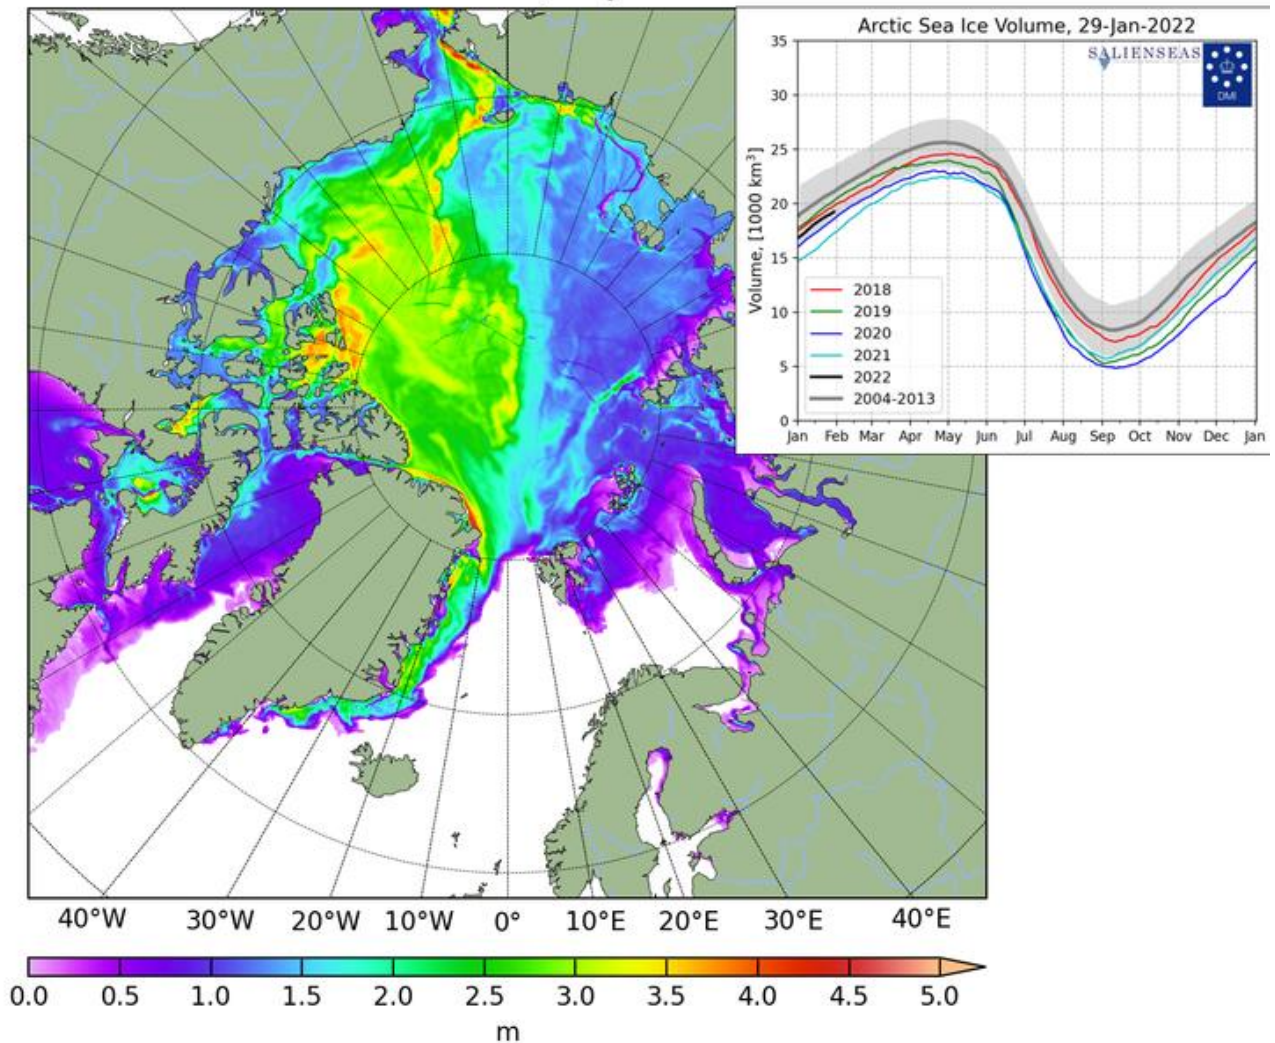 Arctic Sea Ice Volume, 29-Jan-2022
SALIENSEAS
DMI
Volume, [1000 km³]
35
30
25
20
15
10
5
0
2018
2019
2020
2021
2022
2004-2013
Jan Feb Mar Apr May Jun Jul Aug Sep Oct Nov Dec Jan
40°W 30°W 20°W 10°W 0° 10°E 20°E 30°E 40°E
0.0 0.5 1.0 1.5 2.0 2.5 3.0 3.5 4.0 4.5 5.0
m